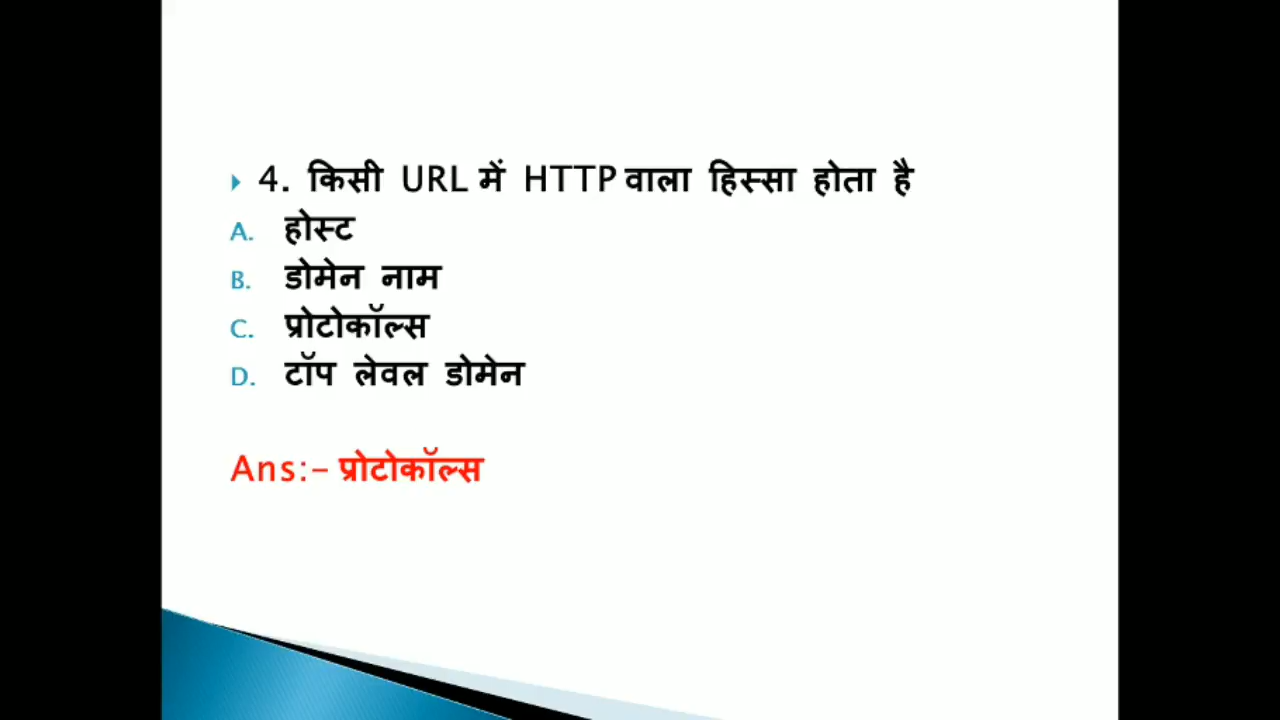 4. किसी URL में HTTP वाला हिस्सा होता है
A. होस्ट
B. डोमेन नाम
C. प्रोटोकॉल्स
D. टॉप लेवल डोमेन
Ans:- प्रोटोकॉल्स